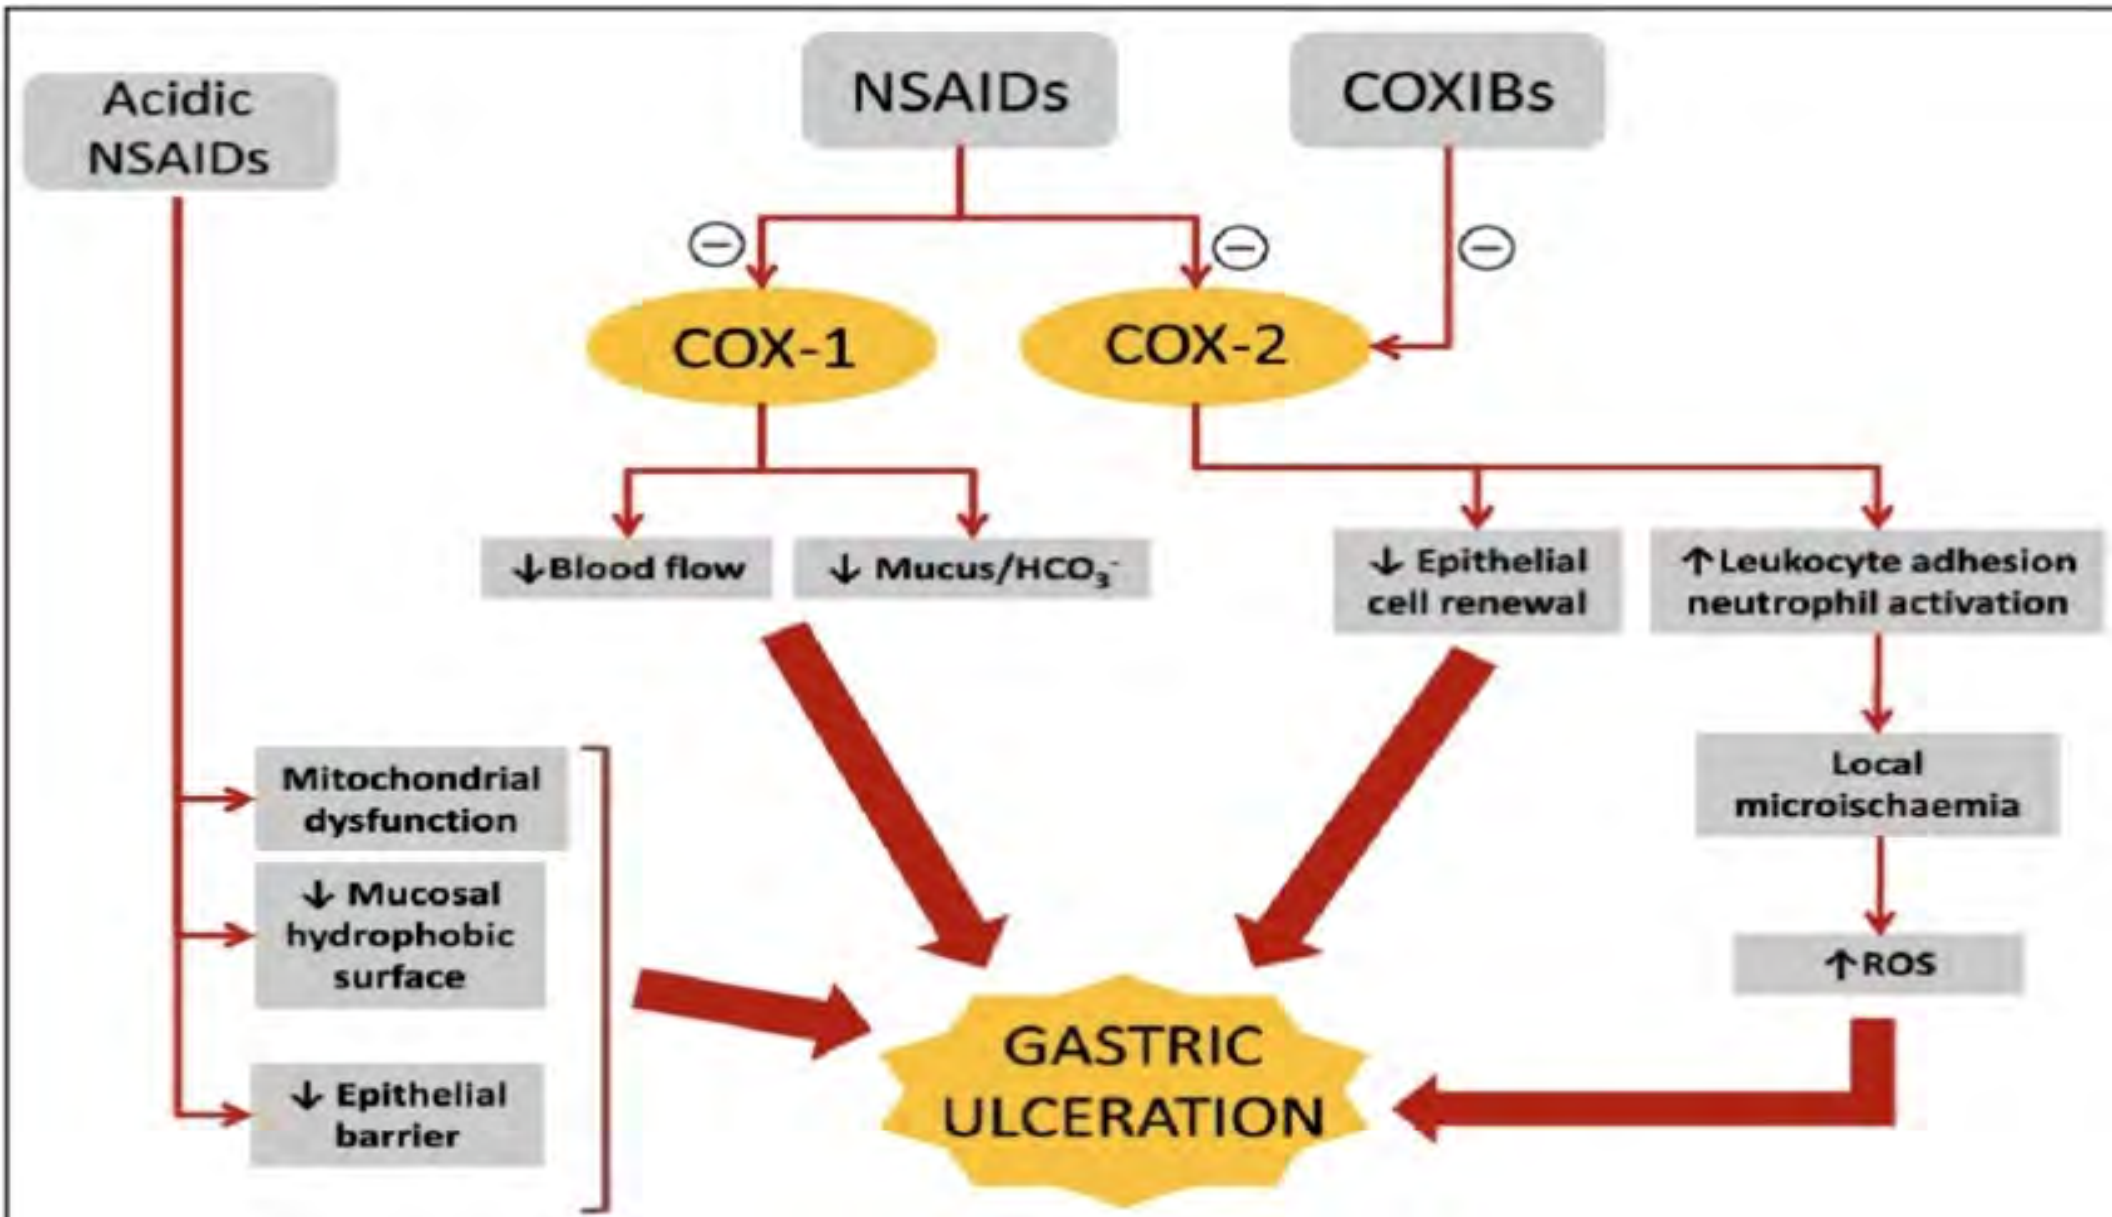 Acidic
NSAIDs
NSAIDs
COXIBs
−
−
−
COX-1
COX-2
↓Blood flow
↓ Mucus/HCO₃⁻
↓ Epithelial
cell renewal
↑Leukocyte adhesion
neutrophil activation
Local
microischaemia
↑ROS
Mitochondrial
dysfunction
↓ Mucosal
hydrophobic
surface
↓ Epithelial
barrier
GASTRIC
ULCERATION